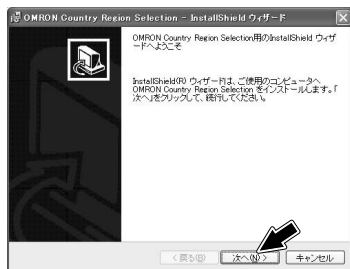 OMRON Country Region Selection - InstallShield ウィザード
OMRON Country Region Selection用のInstallShield ウィザ
ードへようこそ
InstallShield(R) ウィザードは、ご使用のコンピュータへ
OMRON Country Region Selection をインストールします。「
次へ」をクリックして、続行してください。
< 戻る(B)
次へ(N) >
キャンセル